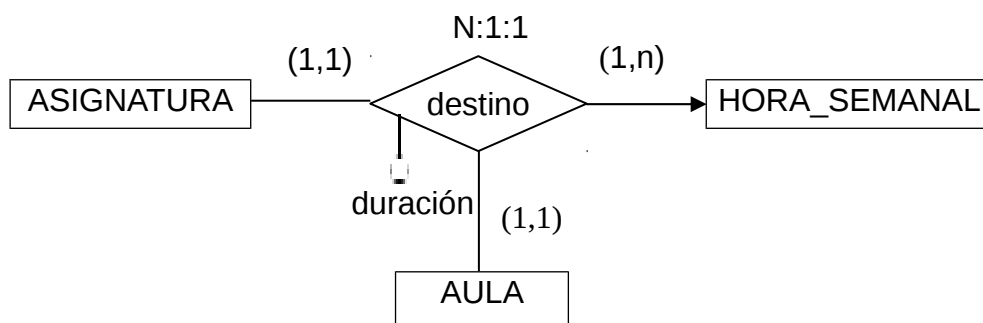 N:1:1
(1,1)
(1,n)
ASIGNATURA
destino
HORA_SEMANAL
duración
(1,1)
AULA